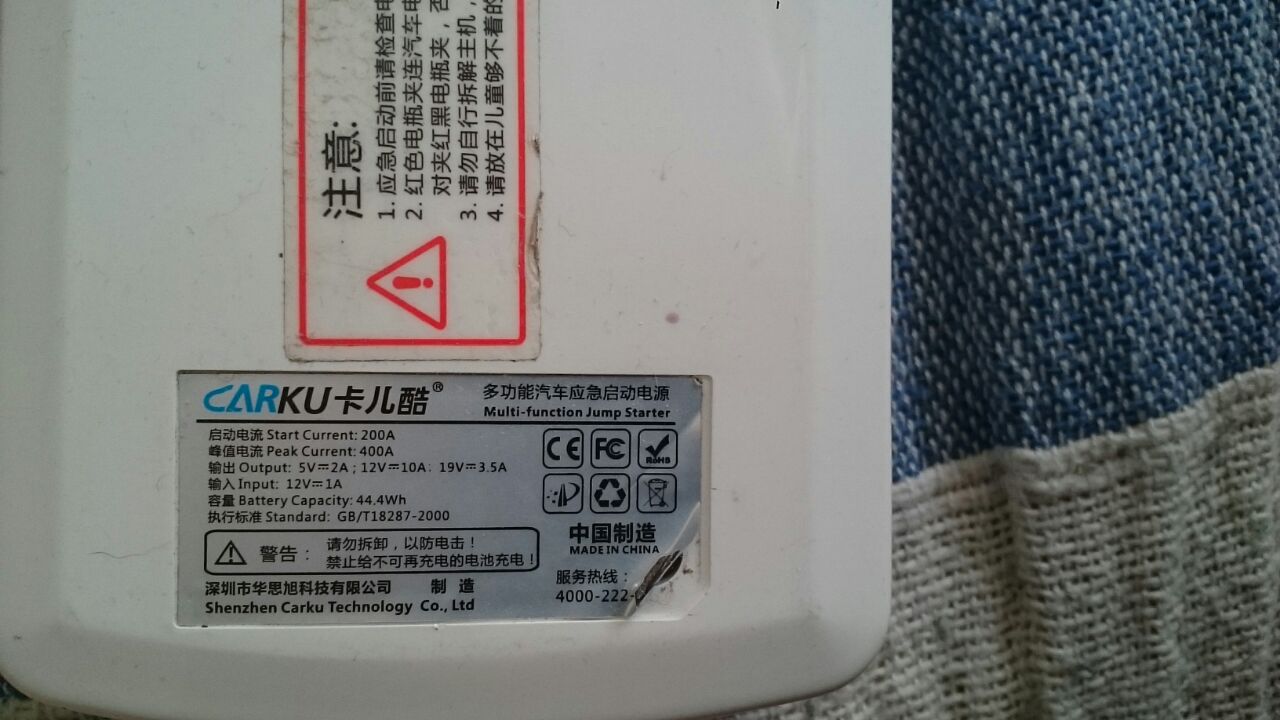 注意:
1. 应急启动前请检查电
2. 红色电瓶夹连汽车电
对夹红黑电瓶夹，否
3. 请勿自行拆解主机，
4. 请放在儿童够不着的
CARKU卡儿酷®
多功能汽车应急启动电源
Multi-function Jump Starter
启动电流 Start Current: 200A
峰值电流 Peak Current: 400A
输出 Output: 5V⎓2A ; 12V⎓10A; 19V⎓3.5A
输入 Input: 12V⎓1A
容量 Battery Capacity: 44.4Wh
执行标准 Standard: GB/T18287-2000
CE FC RoHS
中国制造
MADE IN CHINA
警告：
请勿拆卸，以防电击！
禁止给不可再充电的电池充电！
深圳市华思旭科技有限公司 制 造
Shenzhen Carku Technology Co., Ltd
服务热线：
4000-222-